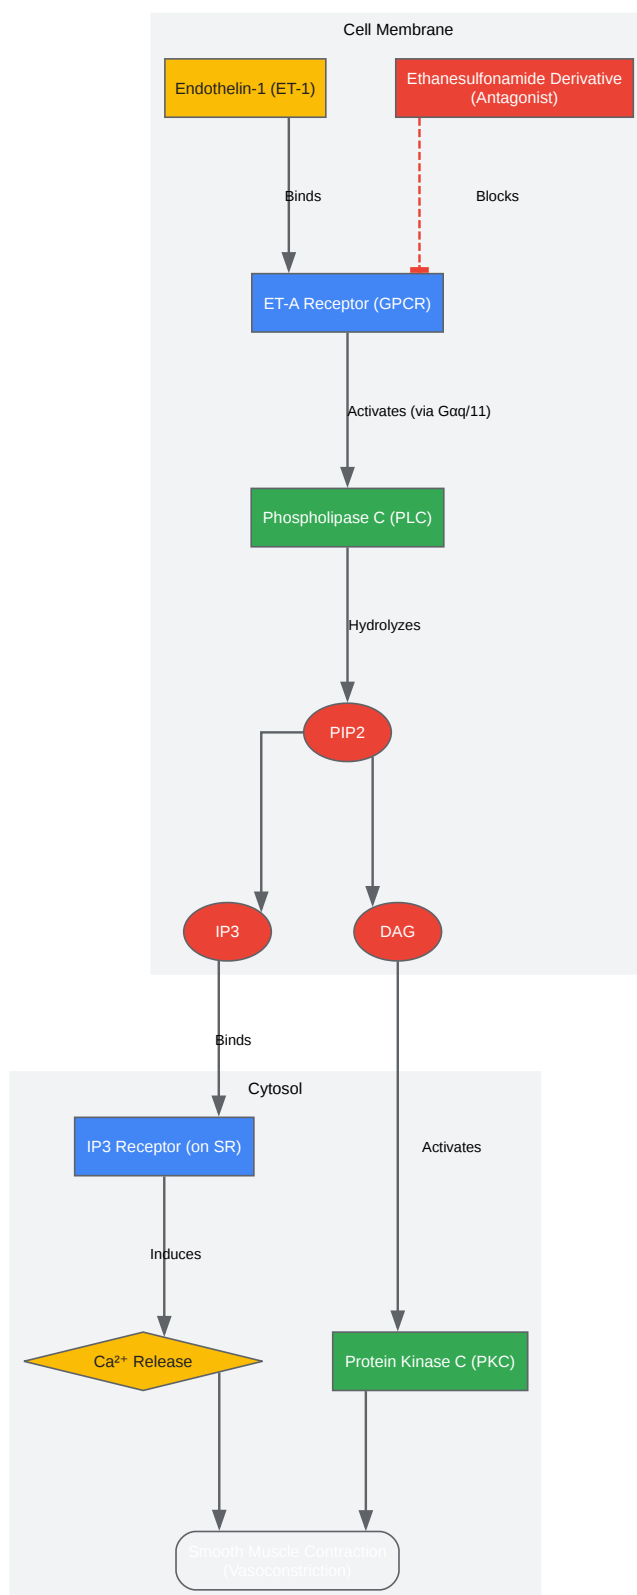 Cell Membrane
Endothelin-1 (ET-1)
Ethanesulfonamide Derivative
(Antagonist)
Binds
Blocks
ET-A Receptor (GPCR)
Activates (via Gαq/11)
Phospholipase C (PLC)
Hydrolyzes
PIP2
IP3
DAG
Binds
Cytosol
IP3 Receptor (on SR)
Activates
Induces
Ca²⁺ Release
Protein Kinase C (PKC)
Smooth Muscle Contraction
(Vasoconstriction)